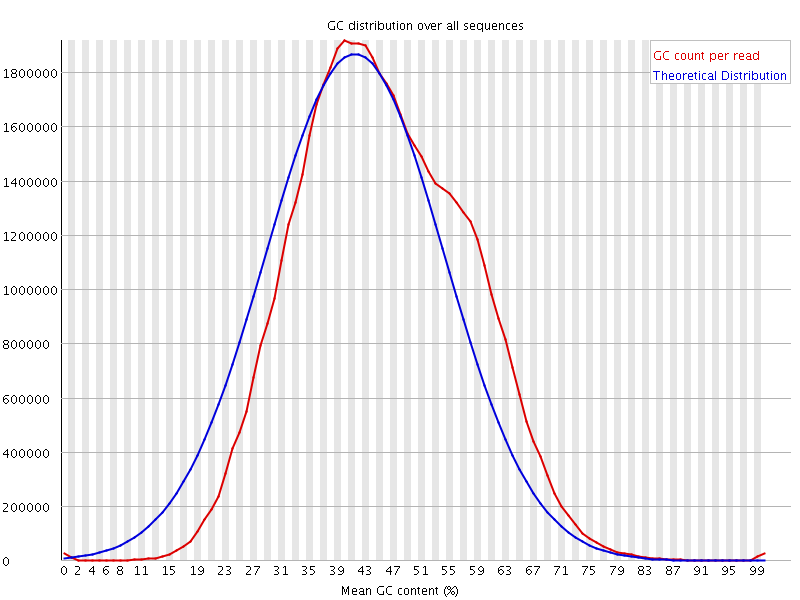 GC distribution over all sequences
GC count per read
Theoretical Distribution
1800000
1600000
1400000
1200000
1000000
800000
600000
400000
200000
0
0 2 4 6 8 11 15 19 23 27 31 35 39 43 47 51 55 59 63 67 71 75 79 83 87 91 95 99
Mean GC content (%)